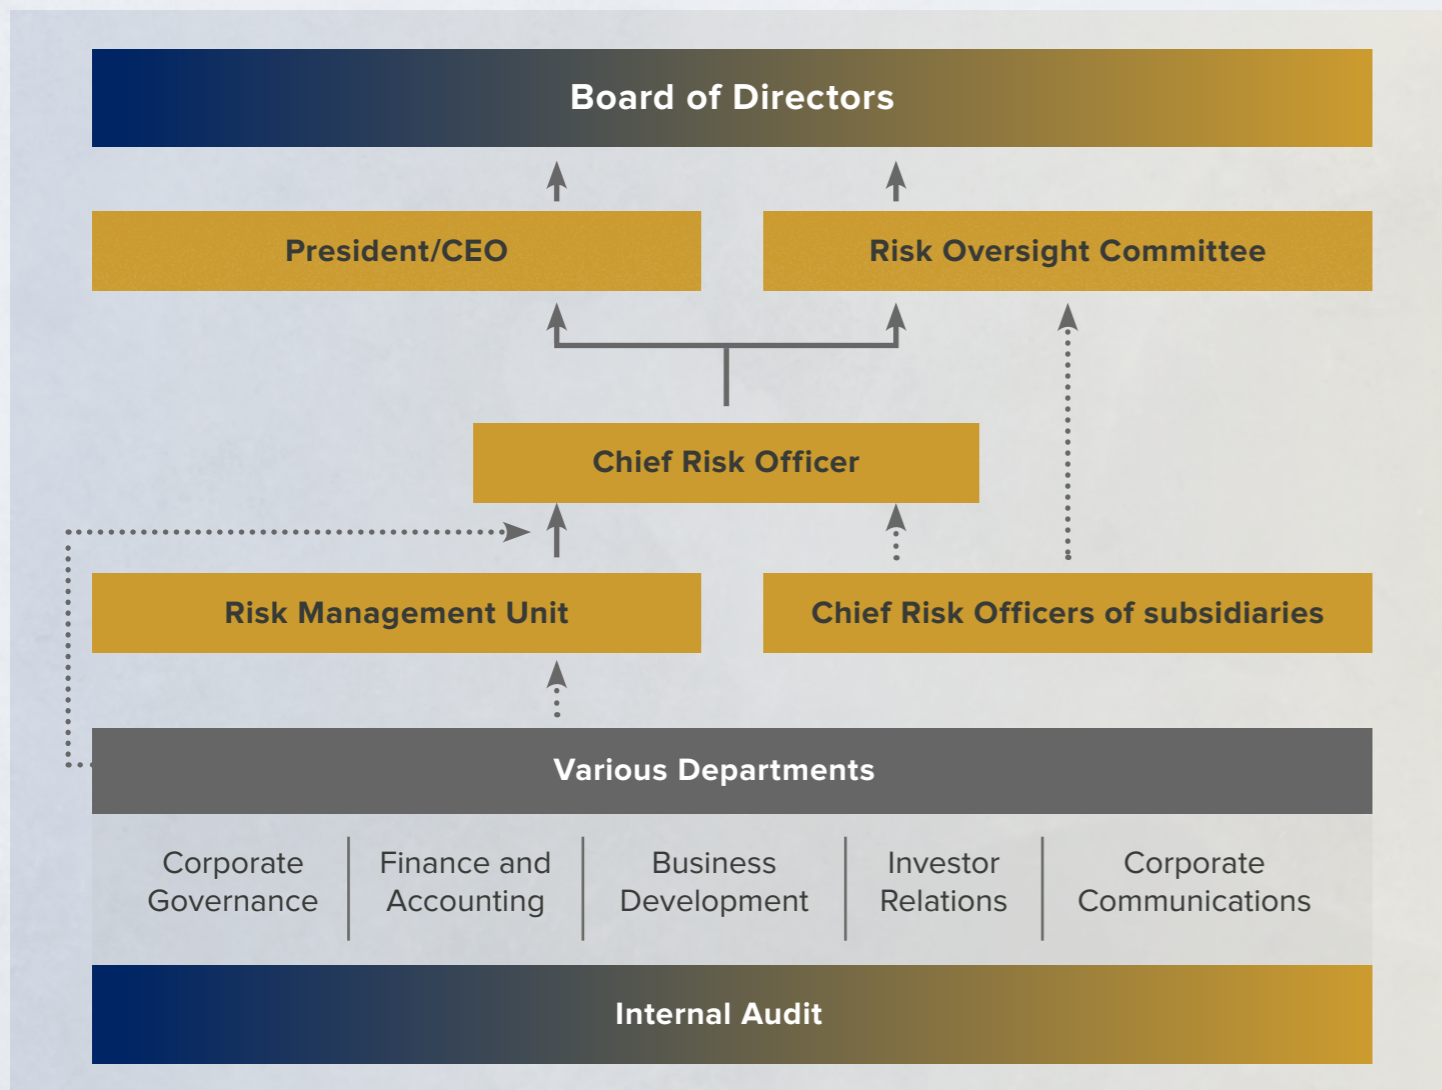 Board of Directors
President/CEO
Risk Oversight Committee
Chief Risk Officer
Risk Management Unit
Chief Risk Officers of subsidiaries
Various Departments
Corporate
Governance
Finance and
Accounting
Business
Development
Investor
Relations
Corporate
Communications
Internal Audit